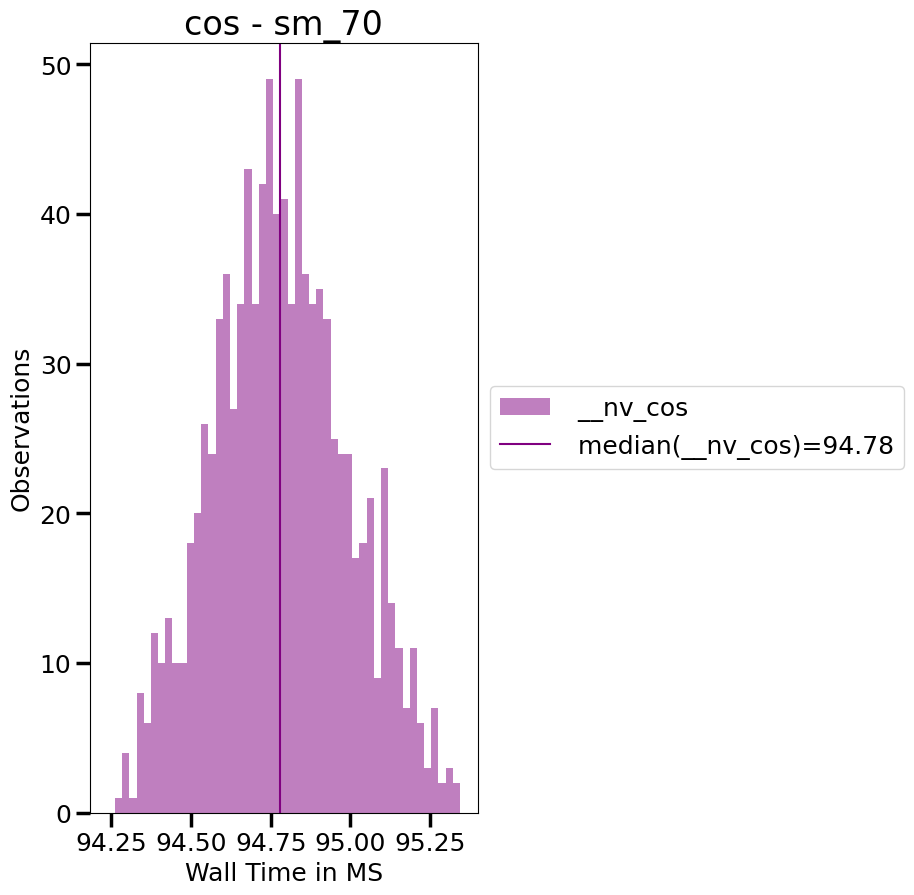 cos - sm_70
50
40
30
20
10
0
Observations
94.25 94.50 94.75 95.00 95.25
Wall Time in MS
__nv_cos
median(__nv_cos)=94.78